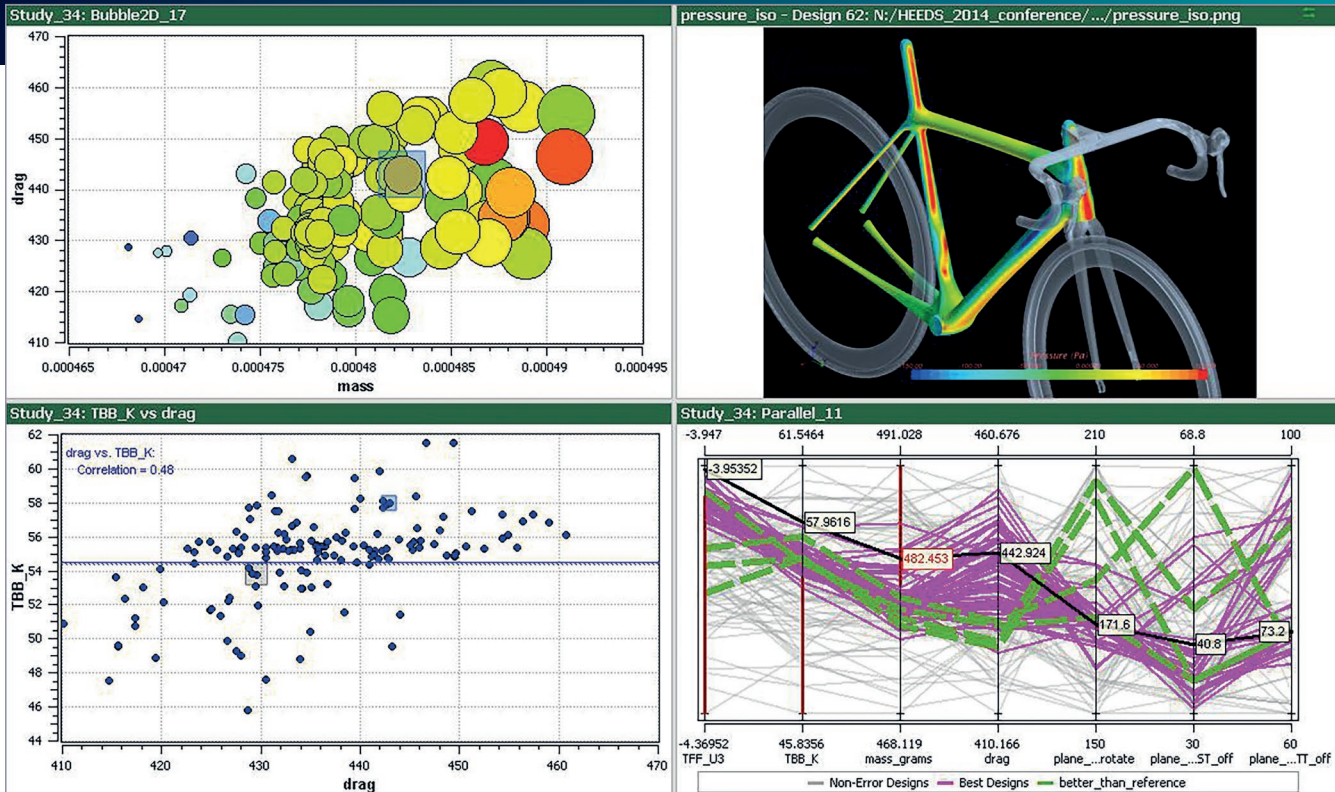 Study_34: Bubble2D_17
470
460
450
440
430
420
410
drag
0.000465
0.00047
0.000475
0.00048
0.000485
0.00049
0.000495
mass
pressure_iso - Design 62: N:/HEEDS_2014_conference/.../pressure_iso.png
Pressure (Pa)
Study_34: TBB_K vs drag
62
60
58
56
54
52
50
48
46
44
TBB_K
drag vs. TBB_K:
Correlation = 0.48
410
420
430
440
450
460
470
drag
Study_34: Parallel_11
-3.947
61.5464
491.028
460.676
210
68.8
100
-3.95352
57.9616
482.453
442.924
171.6
40.8
73.2
-4.36952
45.8356
468.119
410.166
150
30
60
TFF_U3
TBB_K
mass_grams
drag
plane_...rotate
plane_...ST_off
plane_...TT_off
Non-Error Designs
Best Designs
better_than_reference